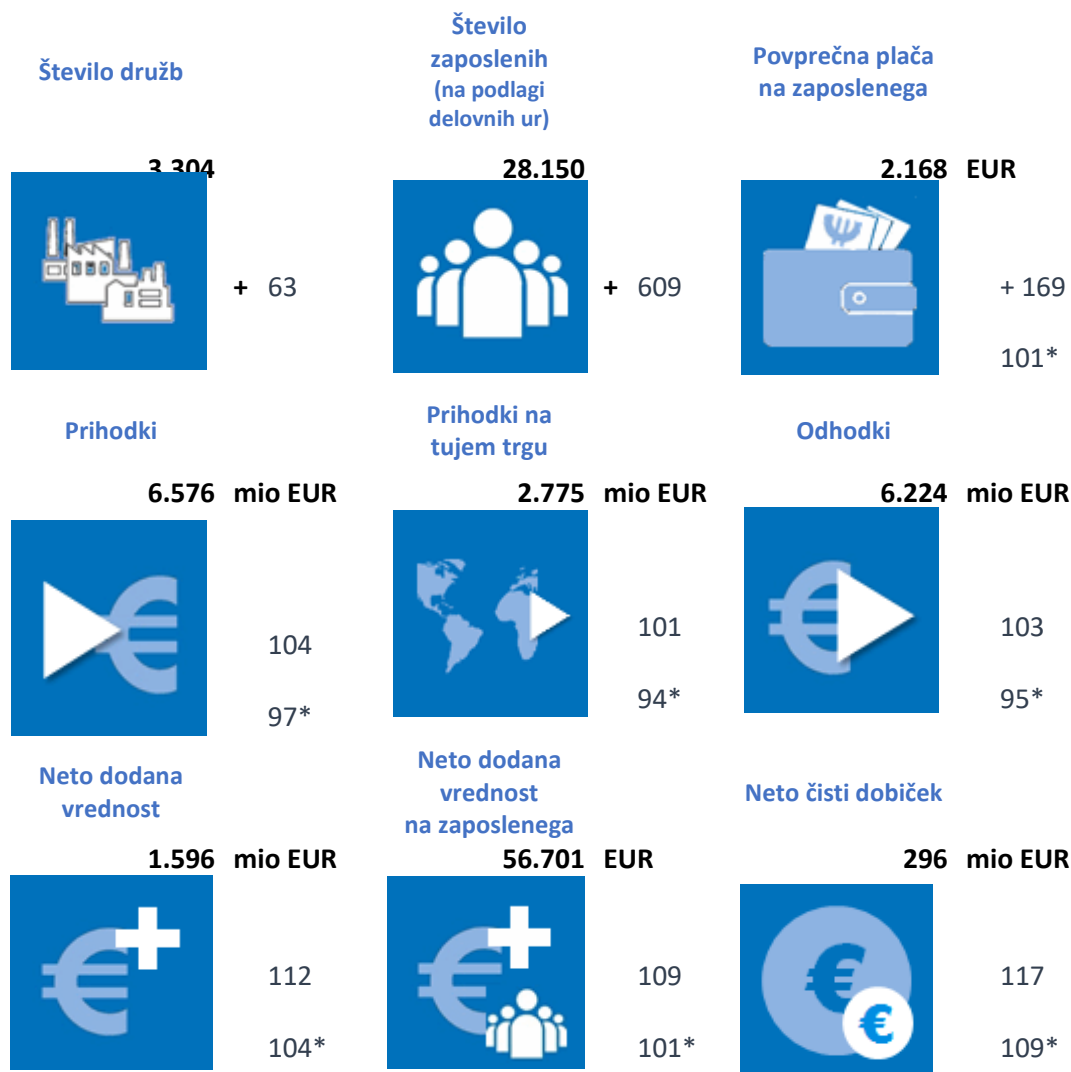 Število družb
Število
zaposlenih
(na podlagi
delovnih ur)
Povprečna plača
na zaposlenega
3.304
28.150
2.168 EUR
+ 63
+ 609
+ 169
101*
Prihodki
Prihodki na
tujem trgu
Odhodki
6.576 mio EUR
2.775 mio EUR
6.224 mio EUR
104
97*
101
94*
103
95*
Neto dodana
vrednost
Neto dodana
vrednost
na zaposlenega
Neto čisti dobiček
1.596 mio EUR
56.701 EUR
296 mio EUR
112
104*
109
101*
117
109*